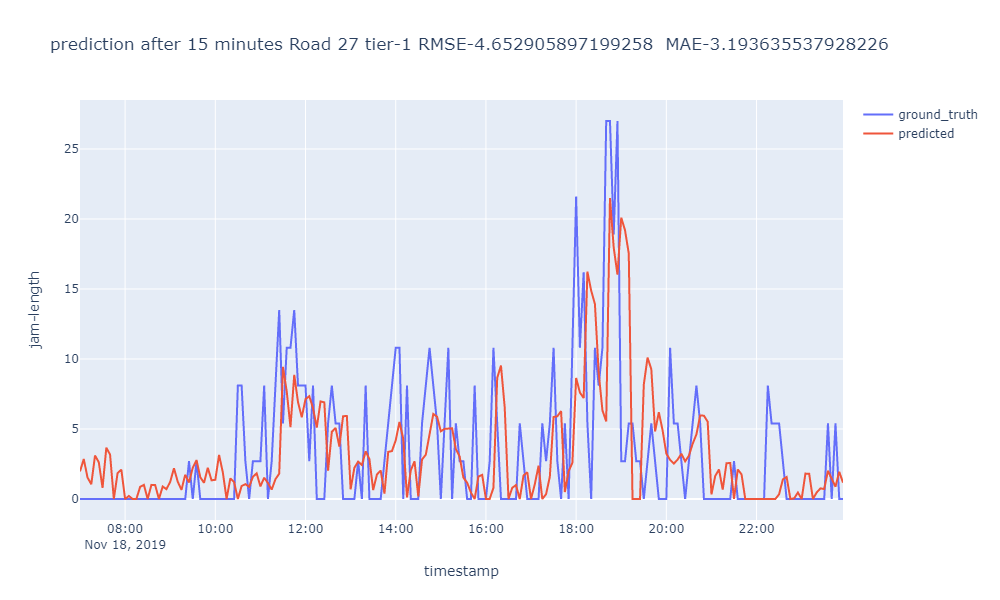 prediction after 15 minutes Road 27 tier-1 RMSE-4.652905897199258  MAE-3.193635537928226
ground_truth
predicted
25
20
15
10
5
0
jam-length
08:00 10:00 12:00 14:00 16:00 18:00 20:00 22:00
Nov 18, 2019
timestamp